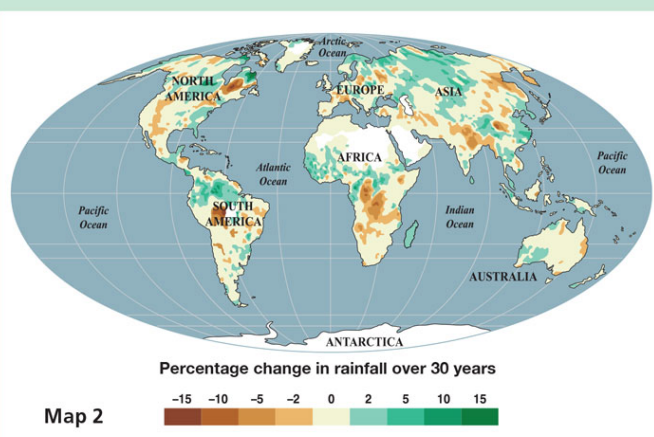 Arctic
Ocean
NORTH
AMERICA
EUROPE
ASIA
Atlantic
Ocean
AFRICA
Pacific
Ocean
Pacific
Ocean
SOUTH
AMERICA
Indian
Ocean
AUSTRALIA
ANTARCTICA
Percentage change in rainfall over 30 years
–15 –10 –5 –2 0 2 5 10 15
Map 2